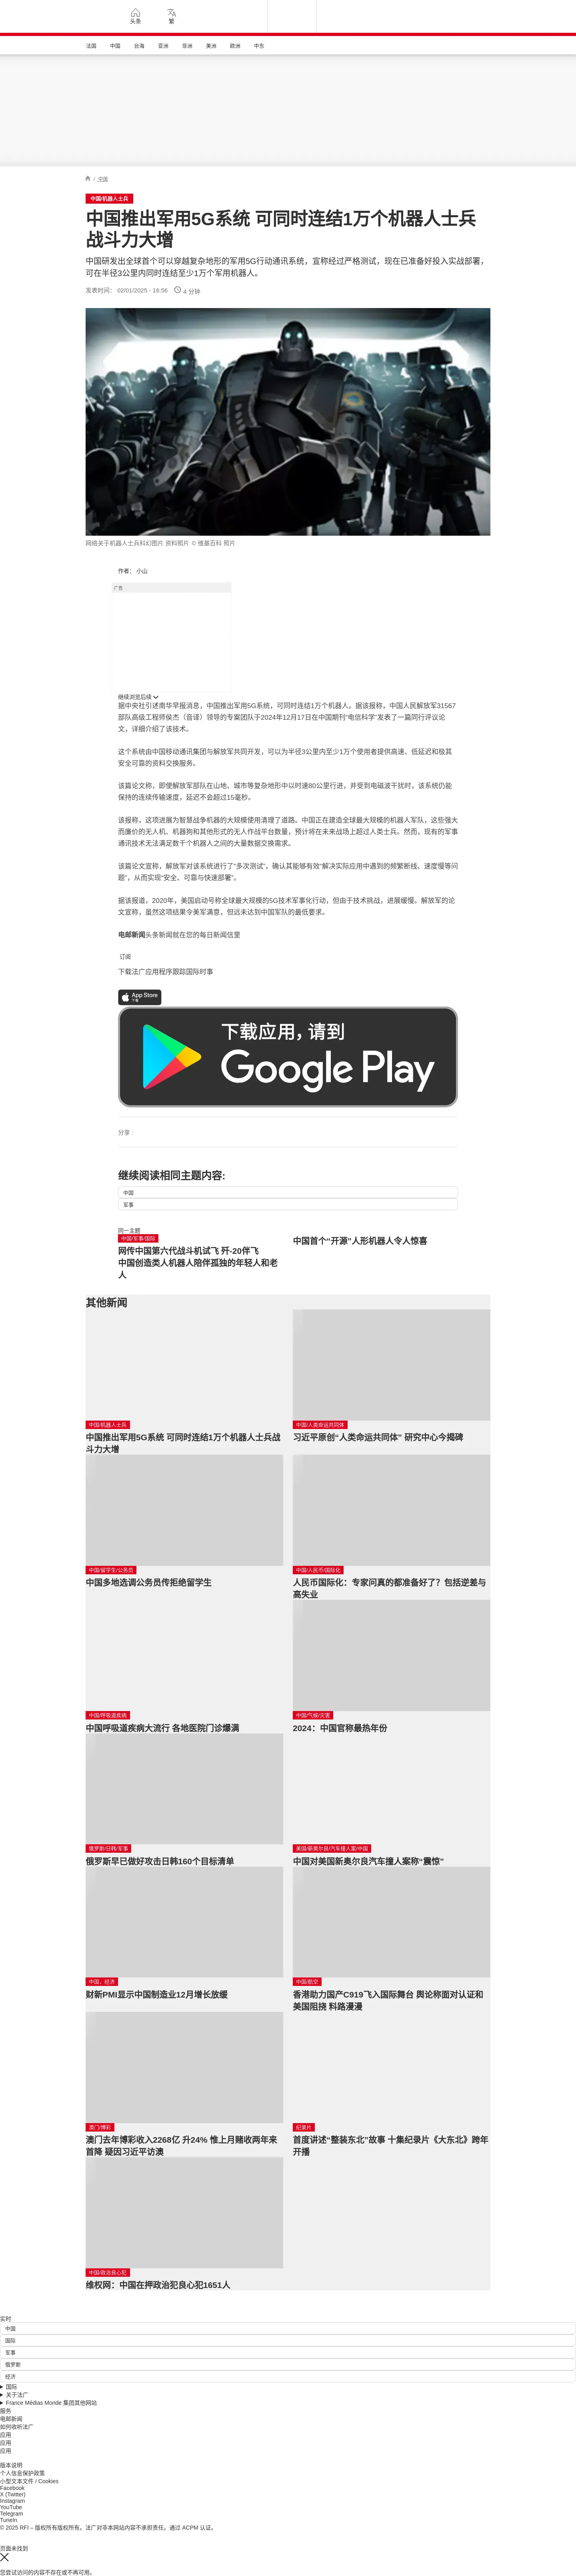 头条
繁
法国 中国 台海 亚洲 非洲 美洲 欧洲 中东
/ 中国
中国/机器人士兵
中国推出军用5G系统 可同时连结1万个机器人士兵
战斗力大增
中国研发出全球首个可以穿越复杂地形的军用5G行动通讯系统，宣称经过严格测试，现在已准备好投入实战部署，
可在半径3公里内同时连结至少1万个军用机器人。
发表时间： 02/01/2025 - 16:56 4 分钟
网络关于机器人士兵科幻图片 资料照片 © 维基百科 照片
作者： 小山
广告
继续浏览后续
据中央社引述南华早报消息，中国推出军用5G系统，可同时连结1万个机器人。据该报称，中国人民解放军31567
部队高级工程师侯杰（音译）领导的专家团队于2024年12月17日在中国期刊“电信科学”发表了一篇同行评议论
文，详细介绍了该技术。
这个系统由中国移动通讯集团与解放军共同开发，可以为半径3公里内至少1万个使用者提供高速、低延迟和极其
安全可靠的资料交换服务。
该篇论文称，即使解放军部队在山地、城市等复杂地形中以时速80公里行进，并受到电磁波干扰时，该系统仍能
保持的连续传输速度，延迟不会超过15毫秒。
该报称，这项进展为智慧战争机器的大规模使用清理了道路。中国正在建造全球最大规模的机器人军队，这些强大
而廉价的无人机、机器狗和其他形式的无人作战平台数量，预计将在未来战场上超过人类士兵。然而，现有的军事
通讯技术无法满足数千个机器人之间的大量数据交换需求。
该篇论文宣称，解放军对该系统进行了“多次测试”，确认其能够有效“解决实际应用中遇到的频繁断线、速度慢等问
题”，从而实现“安全、可靠与快速部署”。
据该报道，2020年，美国启动号称全球最大规模的5G技术军事化行动，但由于技术挑战，进展缓慢。解放军的论
文宣称，虽然这项结果令美军满意，但远未达到中国军队的最低要求。
电邮新闻头条新闻就在您的每日新闻信里
订阅
下载法广应用程序跟踪国际时事
App Store
下载
下载应用，请到
Google Play
分享 :
继续阅读相同主题内容:
中国
军事
同一主题
中国/军事/国际
网传中国第六代战斗机试飞 歼-20伴飞
中国创造类人机器人陪伴孤独的年轻人和老
人
中国首个“开源”人形机器人令人惊喜
其他新闻
中国/机器人士兵
中国推出军用5G系统 可同时连结1万个机器人士兵战
斗力大增
中国/人类命运共同体
习近平原创“人类命运共同体” 研究中心今揭碑
中国/留学生/公务员
中国多地选调公务员传拒绝留学生
中国/人民币/国际化
人民币国际化：专家问真的都准备好了？包括逆差与
高失业
中国/呼吸道疾病
中国呼吸道疾病大流行 各地医院门诊爆满
中国/气候/灾害
2024：中国官称最热年份
俄罗斯/日韩/军事
俄罗斯早已做好攻击日韩160个目标清单
美国/新奥尔良/汽车撞人案/中国
中国对美国新奥尔良汽车撞人案称“震惊”
中国、经济
财新PMI显示中国制造业12月增长放缓
中国/航空
香港助力国产C919飞入国际舞台 舆论称面对认证和
美国阻挠 料路漫漫
澳门/博彩
澳门去年博彩收入2268亿 升24% 惟上月赌收两年来
首降 疑因习近平访澳
纪录片
首度讲述“整装东北”故事 十集纪录片《大东北》跨年
开播
中国/政治良心犯
维权网：中国在押政治犯良心犯1651人
实时
中国
国际
军事
俄罗斯
经济
国际
关于法广
France Médias Monde 集团其他网站
服务
电邮新闻
如何收听法广
应用
应用
应用
版本说明
个人信息保护政策
小型文本文件 / Cookies
Facebook
X (Twitter)
Instagram
YouTube
Telegram
TuneIn
© 2025 RFI – 版权所有版权所有。法广对非本网站内容不承担责任。通过 ACPM 认证。
页面未找到
您尝试访问的内容不存在或不再可用。